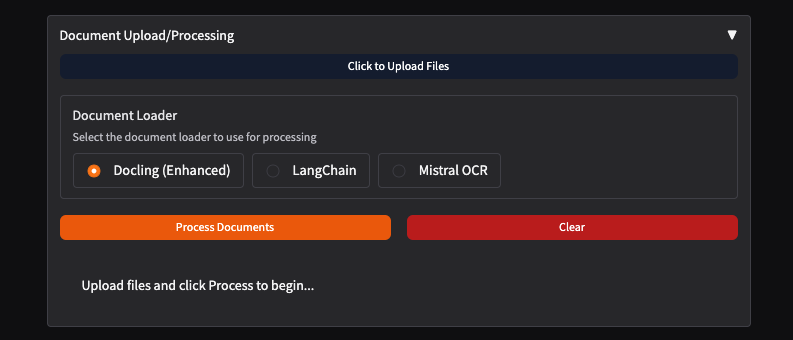 Document Upload/Processing ▼
Click to Upload Files
Document Loader
Select the document loader to use for processing
Docling (Enhanced) LangChain Mistral OCR
Process Documents Clear
Upload files and click Process to begin...